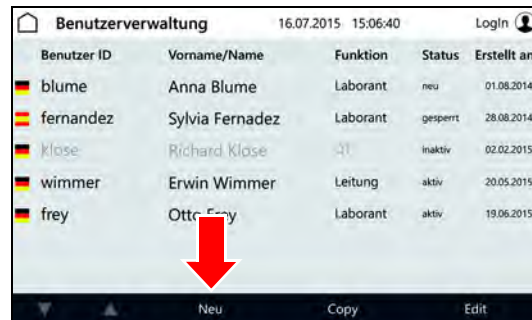 Benutzerverwaltung 16.07.2015 15:06:40 LogIn
Benutzer ID Vorname/Name Funktion Status Erstellt an
blume Anna Blume Laborant neu 01.08.2014
fernandez Sylvia Fernadez Laborant gesperrt 28.08.2014
klose Richard Klose inaktiv 02.02.2015
wimmer Erwin Wimmer Leitung aktiv 20.05.2015
frey Otto Frey Laborant aktiv 19.06.2015
Neu Copy Edit